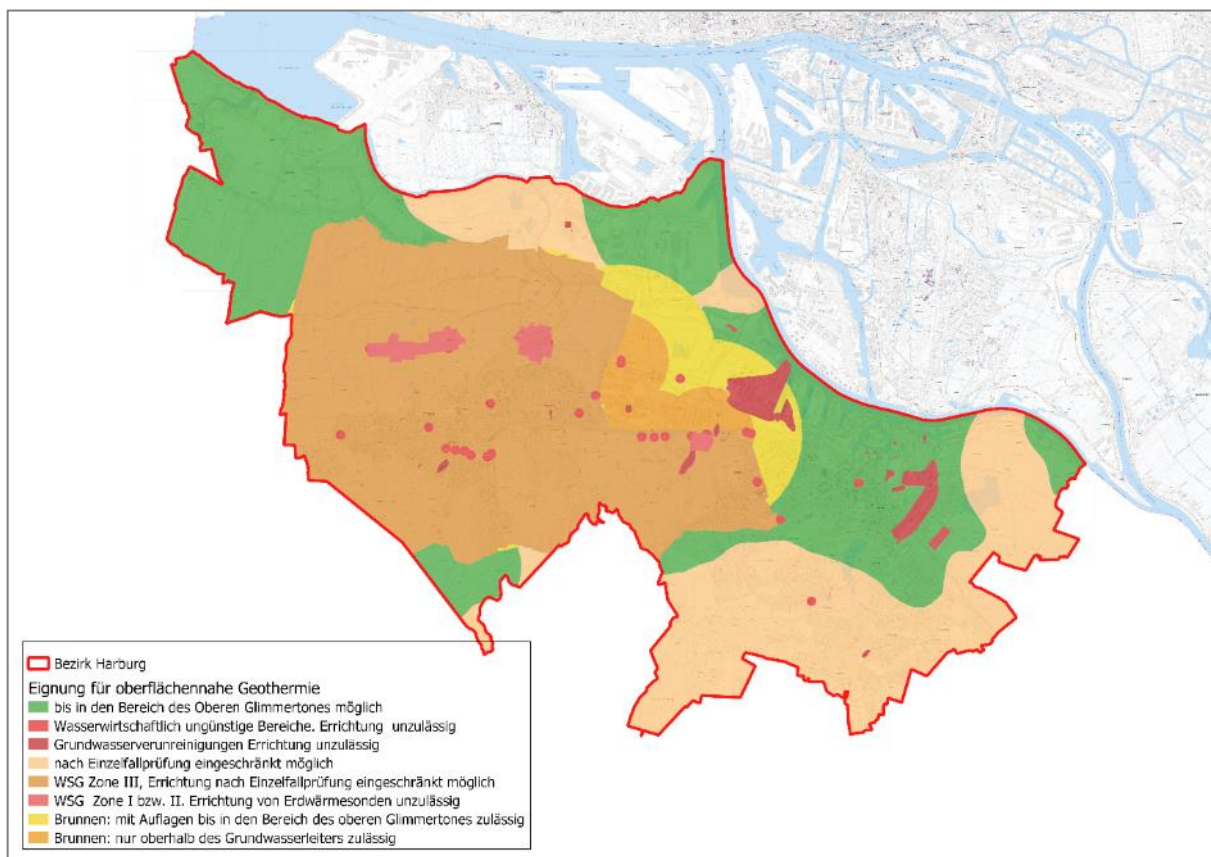 Bezirk Harburg
Eignung für oberflächennahe Geothermie
bis in den Bereich des Oberen Glimmertones möglich
Wasserwirtschaftlich ungünstige Bereiche. Errichtung unzulässig
Grundwasserverunreinigungen Errichtung unzulässig
nach Einzelfallprüfung eingeschränkt möglich
WSG Zone III, Errichtung nach Einzelfallprüfung eingeschränkt möglich
WSG Zone I bzw. II. Errichtung von Erdwärmesonden unzulässig
Brunnen: mit Auflagen bis in den Bereich des oberen Glimmertones zulässig
Brunnen: nur oberhalb des Grundwasserleiters zulässig